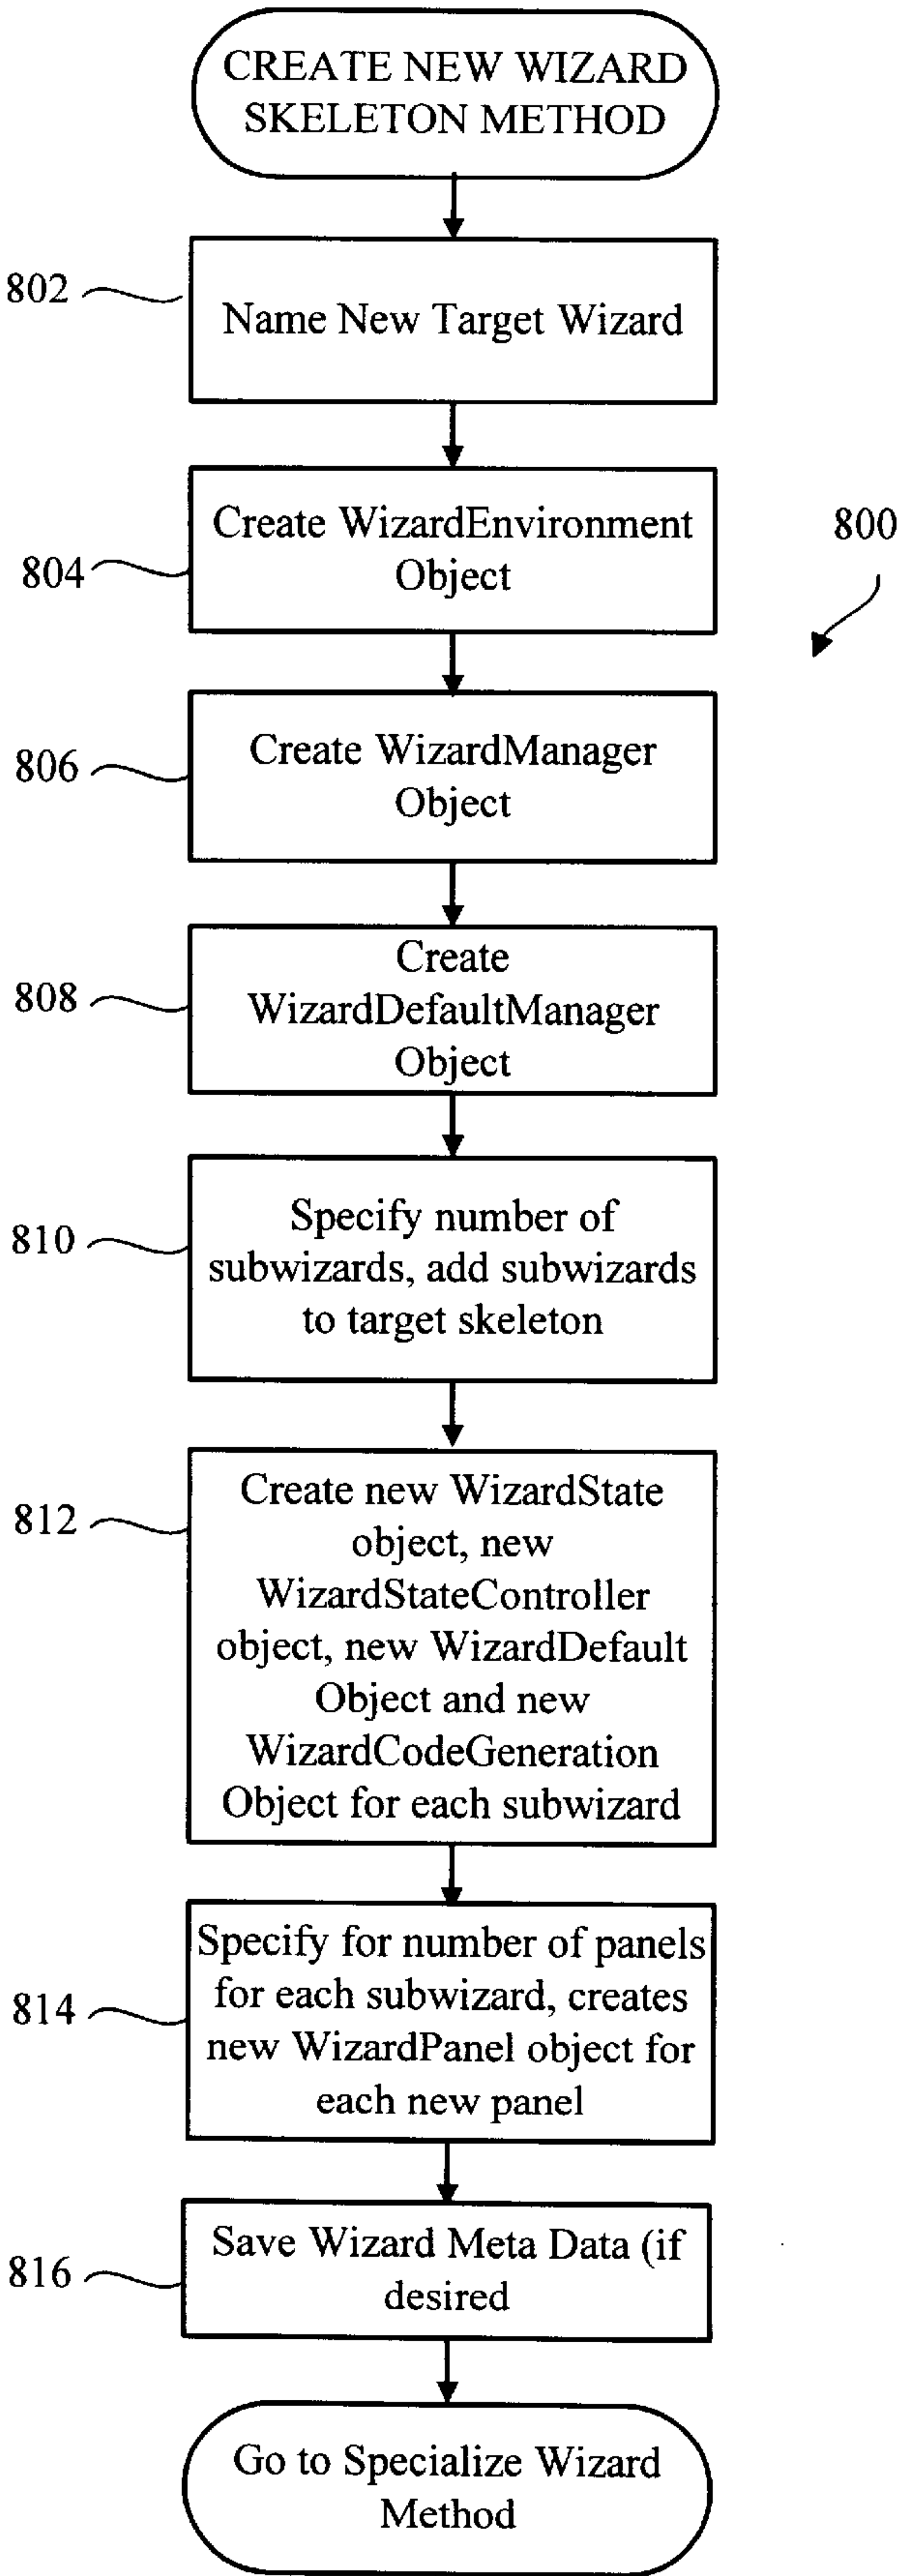 CREATE NEW WIZARD
SKELETON METHOD
802
Name New Target Wizard
Create WizardEnvironment
Object
804
800
Create WizardManager
Object
806
Create
WizardDefaultManager
Object
808
Specify number of
subwizards, add subwizards
to target skeleton
810
Create new WizardState
object, new
WizardStateController
object, new WizardDefault
Object and new
WizardCodeGeneration
Object for each subwizard
812
Specify for number of panels
for each subwizard, creates
new WizardPanel object for
each new panel
814
Save Wizard Meta Data (if
desired
816
Go to Specialize Wizard
Method